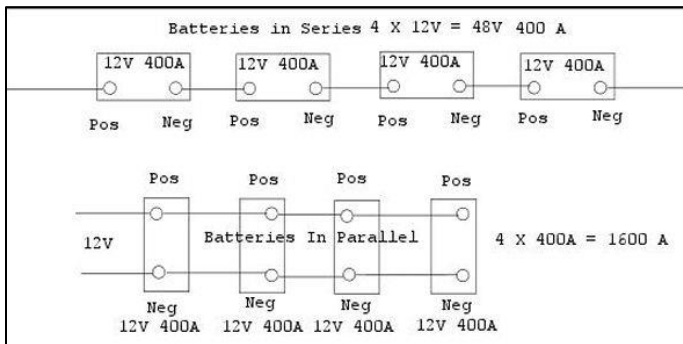 Batteries in Series 4 X 12V = 48V 400 A
12V 400A 12V 400A 12V 400A 12V 400A
Pos Neg Pos Neg Pos Neg Pos Neg
Pos Pos Pos Pos
12V Batteries In Parallel 4 X 400A = 1600 A
Neg Neg Neg Neg
12V 400A 12V 400A 12V 400A 12V 400A